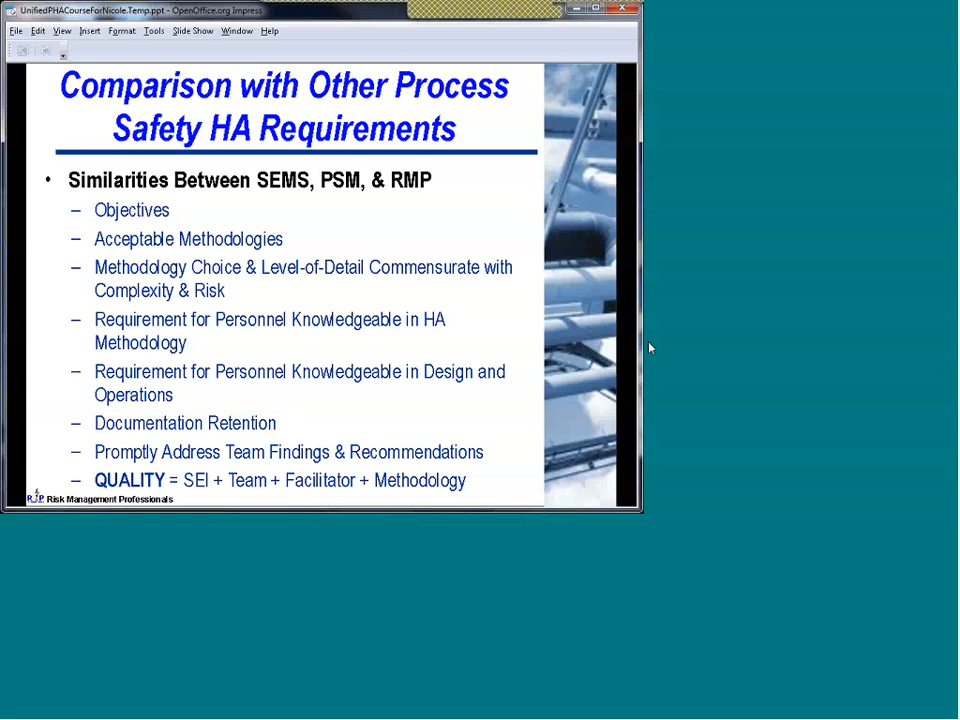 UnifiedPHACourseForNicole.Temp.ppt - OpenOffice.org Impress
File Edit View Insert Format Tools Slide Show Window Help
Comparison with Other Process
Safety HA Requirements
• Similarities Between SEMS, PSM, & RMP
– Objectives
– Acceptable Methodologies
– Methodology Choice & Level-of-Detail Commensurate with
Complexity & Risk
– Requirement for Personnel Knowledgeable in HA
Methodology
– Requirement for Personnel Knowledgeable in Design and
Operations
– Documentation Retention
– Promptly Address Team Findings & Recommendations
– QUALITY = SEI + Team + Facilitator + Methodology
Risk Management Professionals